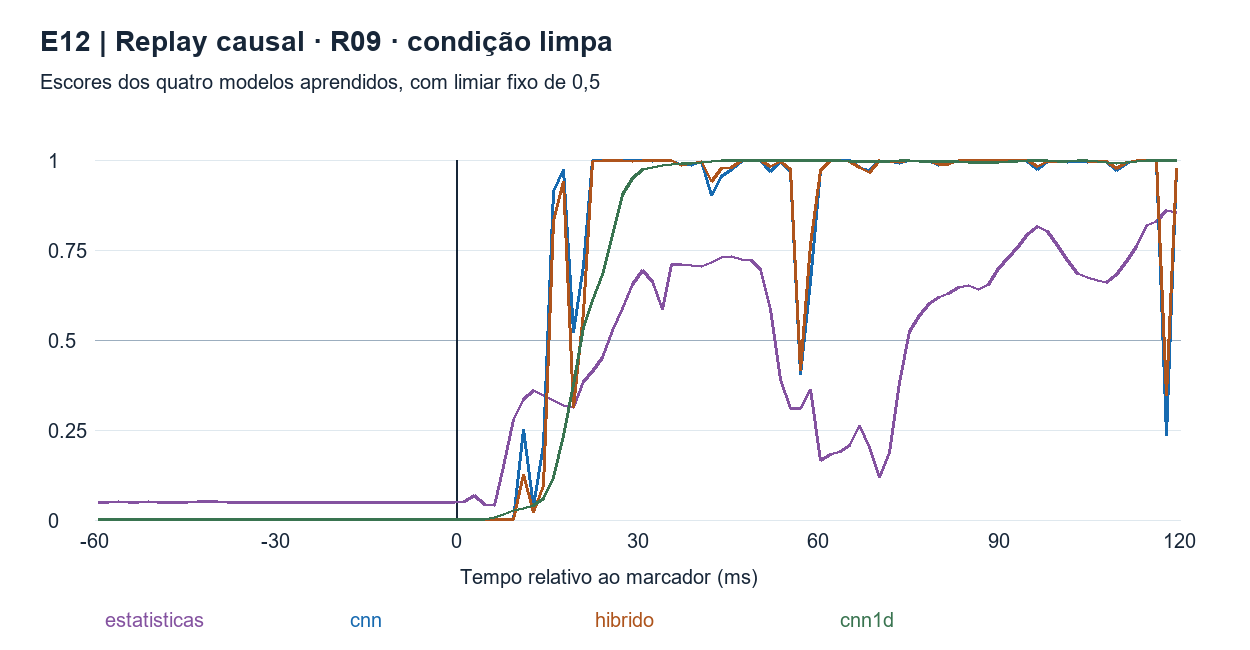 E12 | Replay causal · R09 · condição limpa
Escores dos quatro modelos aprendidos, com limiar fixo de 0,5
1
0.75
0.5
0.25
0
-60 -30 0 30 60 90 120
Tempo relativo ao marcador (ms)
estatisticas cnn hibrido cnn1d